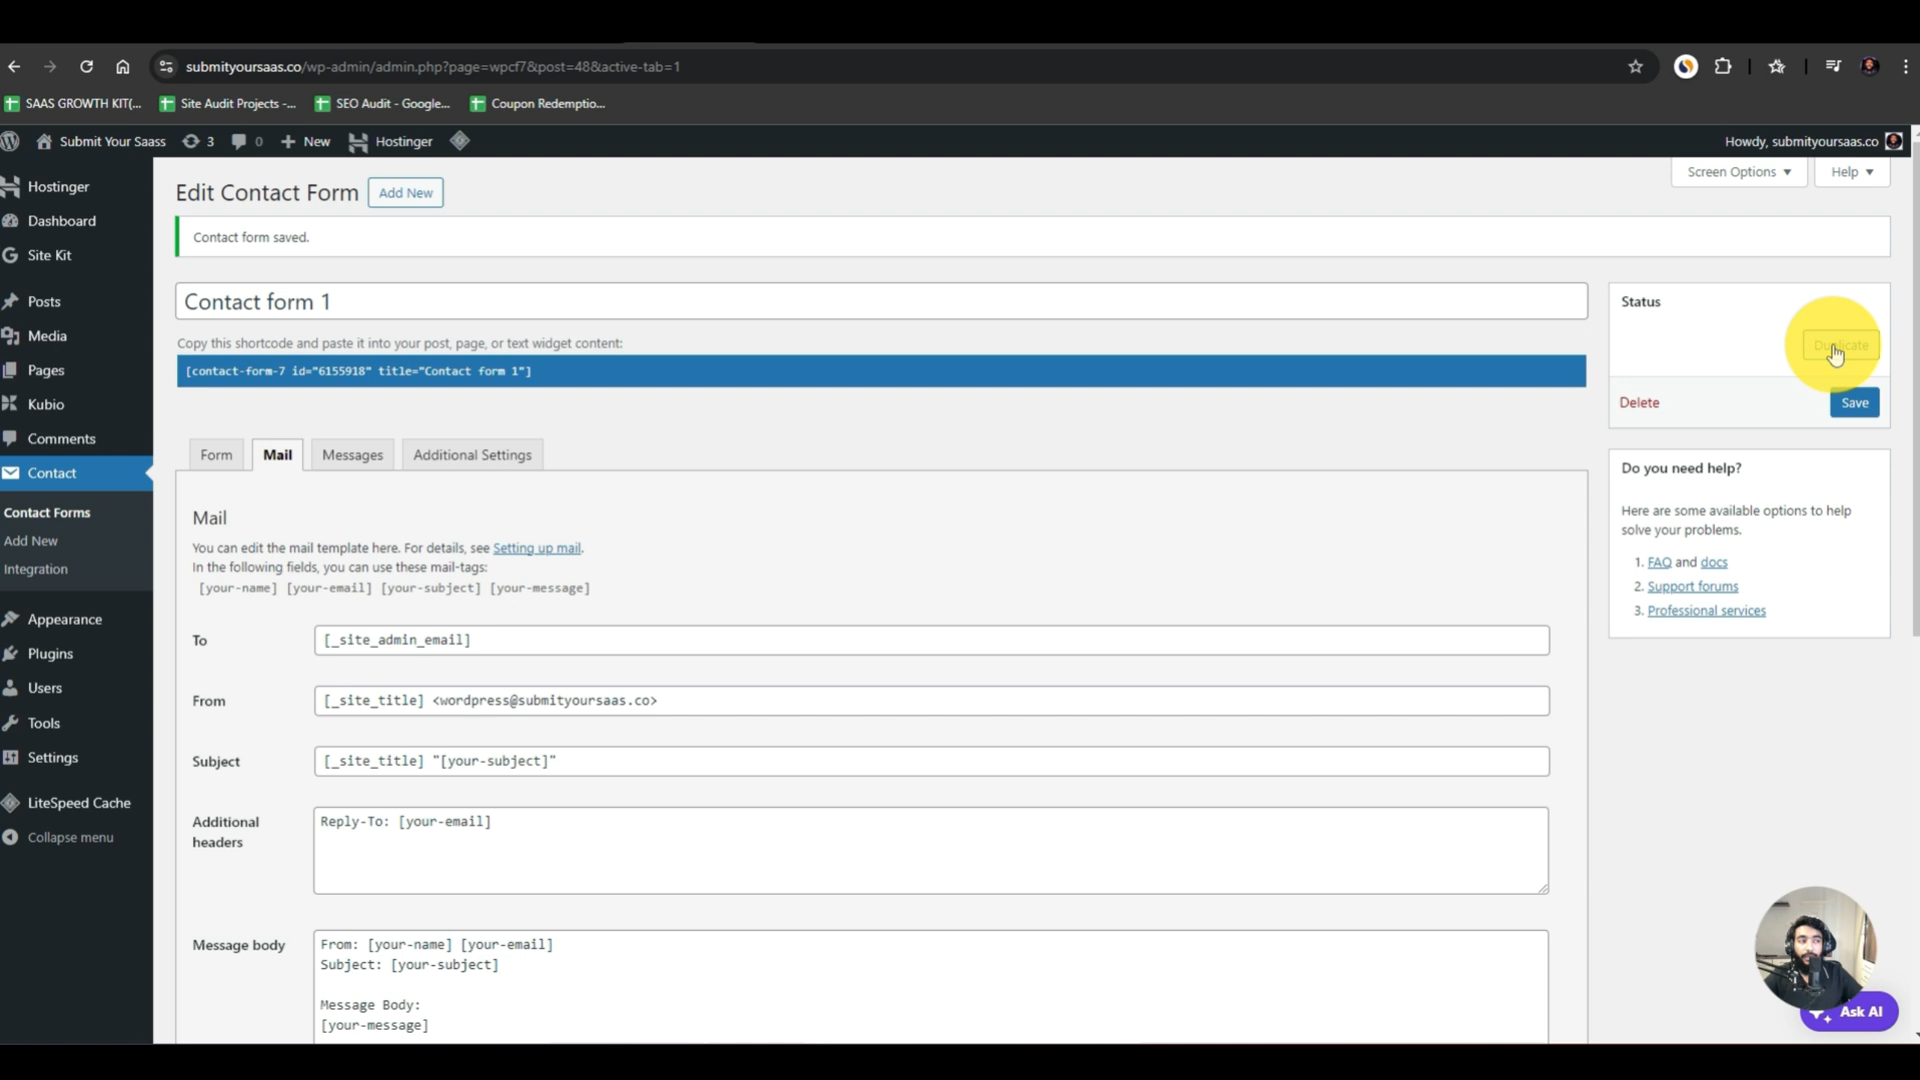 submityoursaas.co/wp-admin/admin.php?page=wpcf7&post=48&active-tab=1
SAAS GROWTH KIT(...
Site Audit Projects -...
SEO Audit - Google...
Coupon Redemptio...
Submit Your Saass
3
0
New
Hostinger
Howdy, submityoursaas.co
Hostinger
Dashboard
Site Kit
Posts
Media
Pages
Kubio
Comments
Contact
Contact Forms
Add New
Integration
Appearance
Plugins
Users
Tools
Settings
LiteSpeed Cache
Collapse menu
Screen Options
Help
Edit Contact Form
Add New
Contact form saved.
Contact form 1
Copy this shortcode and paste it into your post, page, or text widget content:
[contact-form-7 id="6155918" title="Contact form 1"]
Form
Mail
Messages
Additional Settings
Mail
You can edit the mail template here. For details, see Setting up mail.
In the following fields, you can use these mail-tags:
[your-name] [your-email] [your-subject] [your-message]
To
[_site_admin_email]
From
[_site_title] <wordpress@submityoursaas.co>
Subject
[_site_title] "[your-subject]"
Additional
headers
Reply-To: [your-email]
Message body
From: [your-name] [your-email]
Subject: [your-subject]
Message Body:
[your-message]
Status
Duplicate
Delete
Save
Do you need help?
Here are some available options to help
solve your problems.
1. FAQ and docs
2. Support forums
3. Professional services
Ask AI